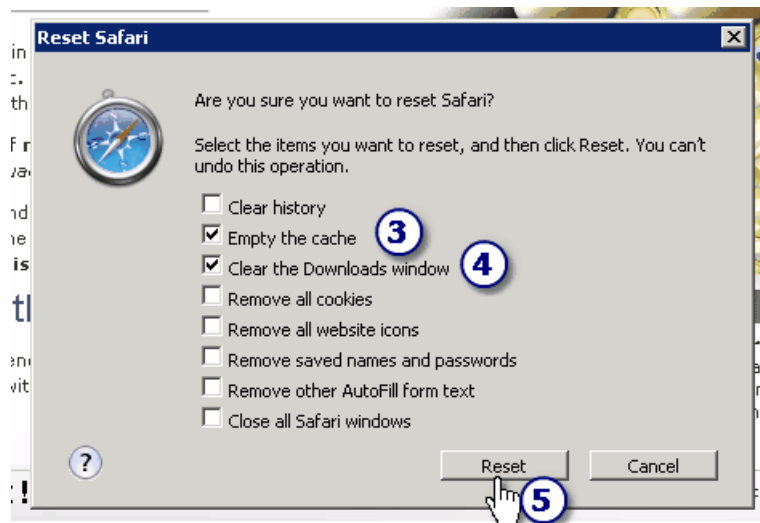 Reset Safari
in
th
Are you sure you want to reset Safari?
Select the items you want to reset, and then click Reset. You can't
undo this operation.
Clear history
Empty the cache
3
Clear the Downloads window
4
is
Remove all cookies
Remove all website icons
Remove saved names and passwords
Remove other AutoFill form text
Close all Safari windows
?
Reset
Cancel
5